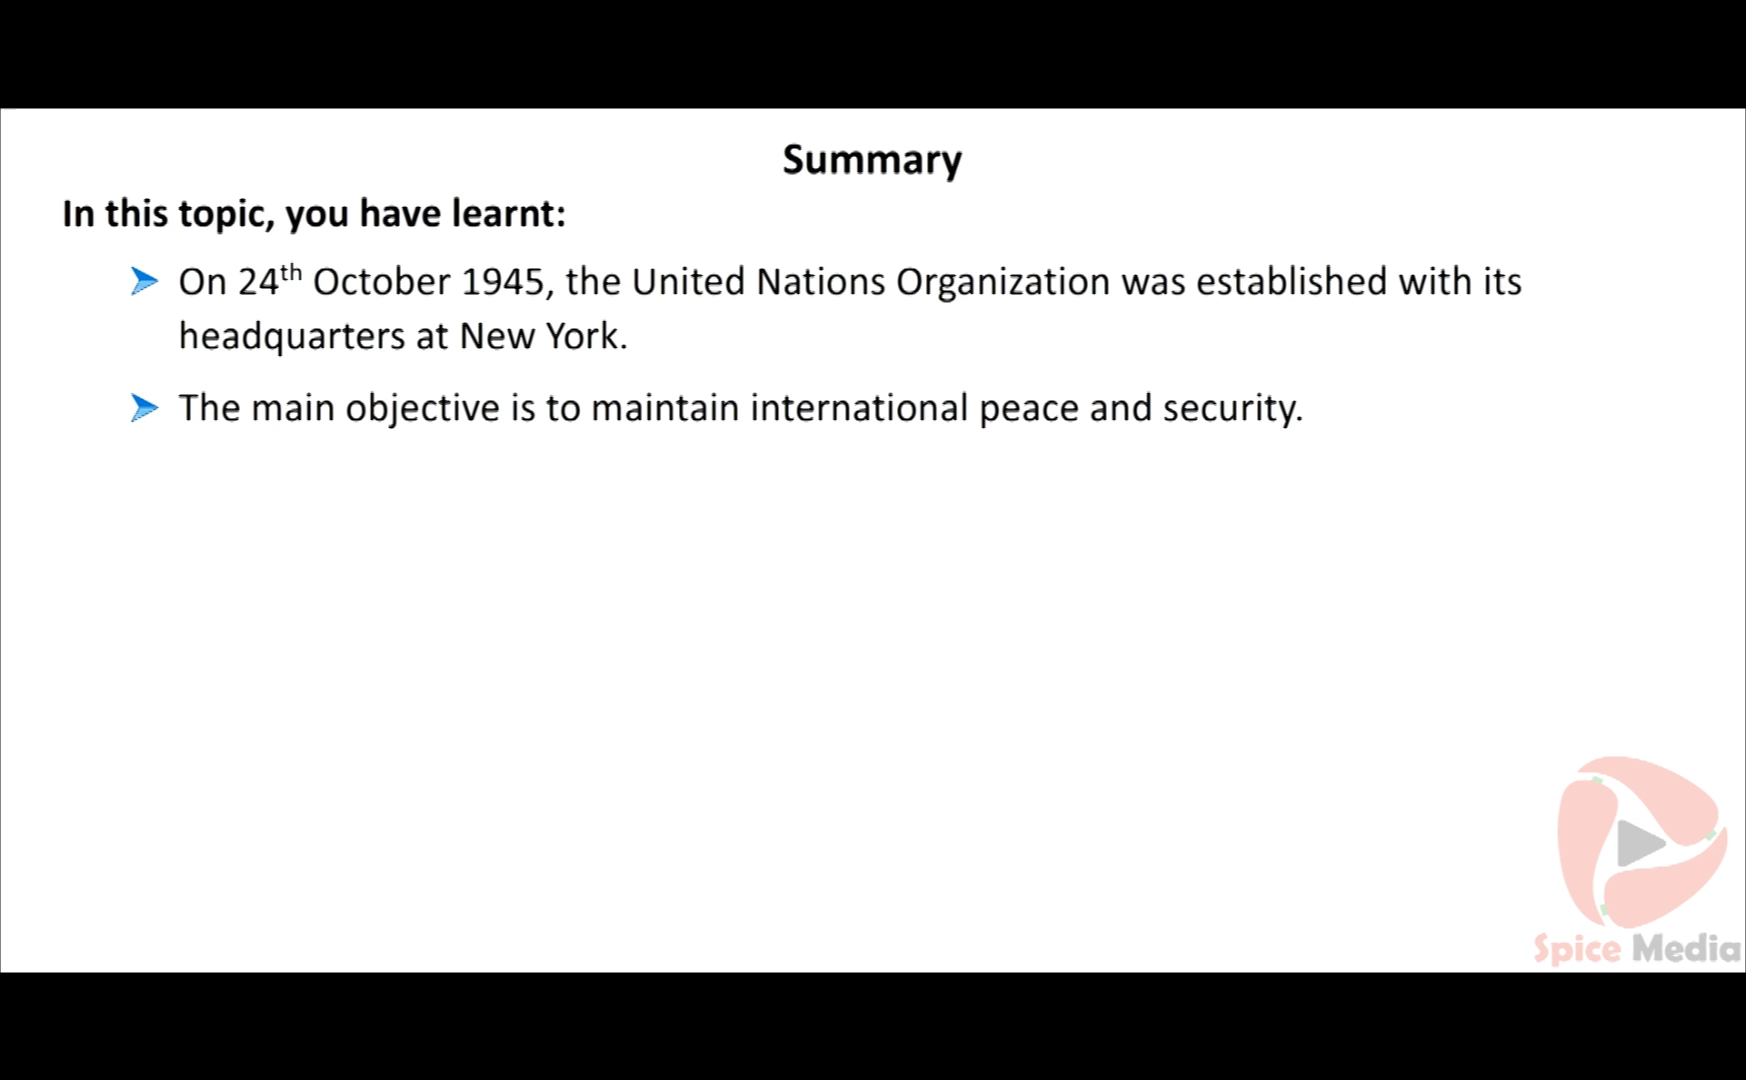 Summary
In this topic, you have learnt:
➤ On 24th October 1945, the United Nations Organization was established with its
headquarters at New York.
➤ The main objective is to maintain international peace and security.
Spice Media